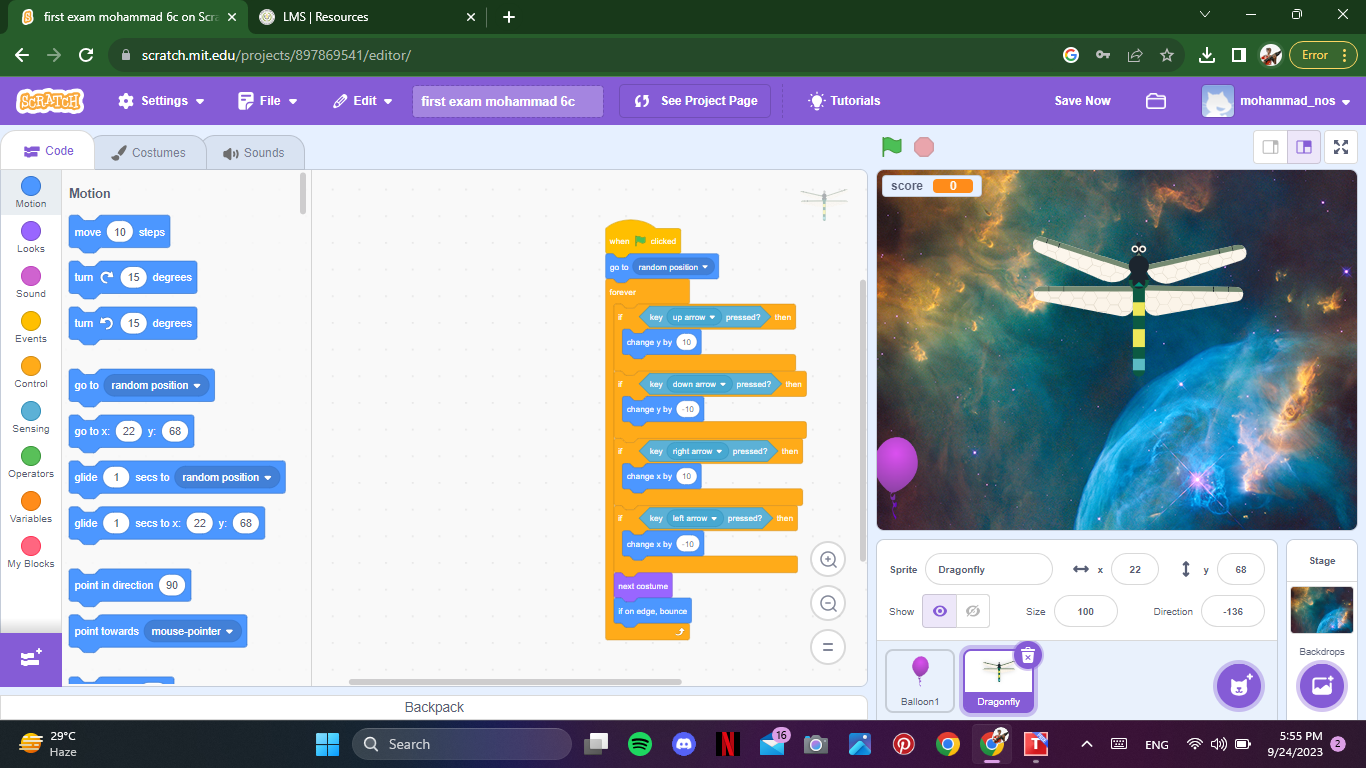 first exam mohammad 6c on Scra
LMS | Resources
scratch.mit.edu/projects/897869541/editor/
Error
SCRATCH
Settings
File
Edit
first exam mohammad 6c
See Project Page
Tutorials
Save Now
mohammad_nos
Code
Costumes
Sounds
Motion
Looks
Sound
Events
Control
Sensing
Operators
Variables
My Blocks
Motion
move 10 steps
turn 15 degrees
turn 15 degrees
go to random position
go to x: 22 y: 68
glide 1 secs to random position
glide 1 secs to x: 22 y: 68
point in direction 90
point towards mouse-pointer
when clicked
go to random position
forever
if key up arrow pressed? then
change y by 10
if key down arrow pressed? then
change y by -10
if key right arrow pressed? then
change x by 10
if key left arrow pressed? then
change x by -10
next costume
if on edge, bounce
Backpack
score 0
Sprite Dragonfly x 22 y 68
Show Size 100 Direction -136
Balloon1
Dragonfly
Stage
Backdrops
29°C
Haze
Search
16
ENG
5:55 PM
9/24/2023
2